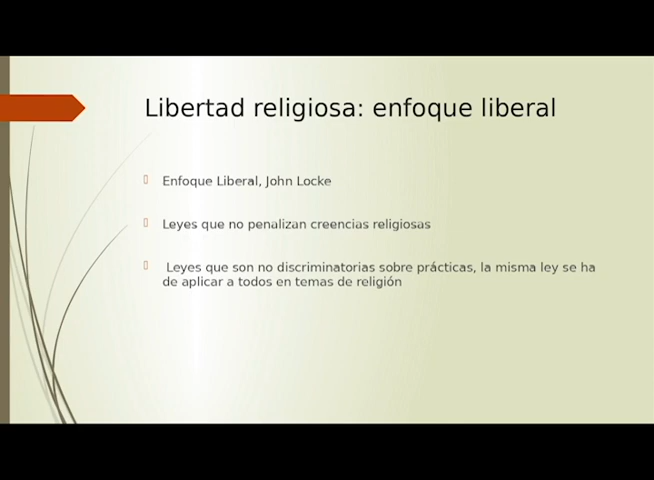 Libertad religiosa: enfoque liberal
Enfoque Liberal, John Locke
Leyes que no penalizan creencias religiosas
Leyes que son no discriminatorias sobre prácticas, la misma ley se ha
de aplicar a todos en temas de religión